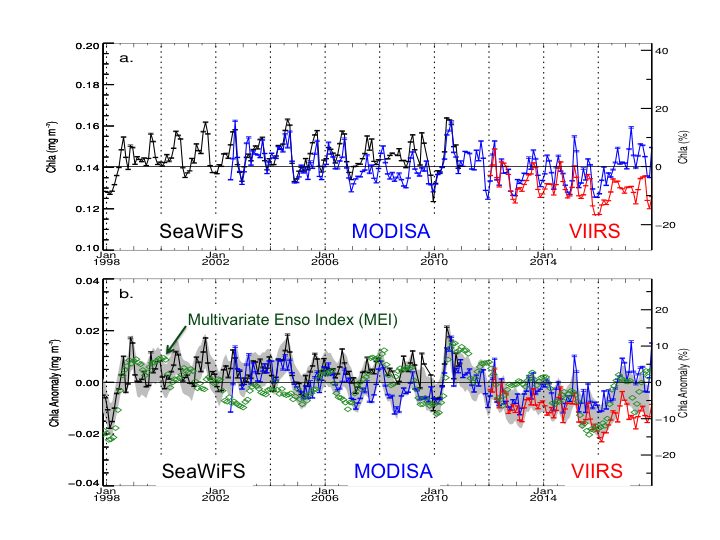 a.
0.20
0.18
0.16
0.14
0.12
0.10
Chla (mg m⁻³)
40
20
0
−20
Chla (%)
SeaWiFS MODISA VIIRS
Jan Jan Jan Jan Jan
1998 2002 2006 2010 2014
b.
0.04
0.02
0.00
−0.02
−0.04
Chla Anomaly (mg m⁻³)
20
10
0
−10
−20
Chla Anomaly (%)
Multivariate Enso Index (MEI)
SeaWiFS MODISA VIIRS
Jan Jan Jan Jan Jan
1998 2002 2006 2010 2014